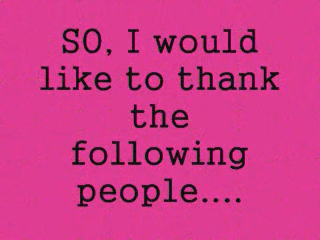 SO, I would
like to thank
the
following
people....